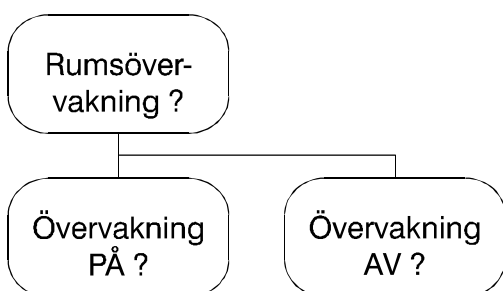 Rumsöver-
vakning ?
Övervakning
PÅ ?
Övervakning
AV ?